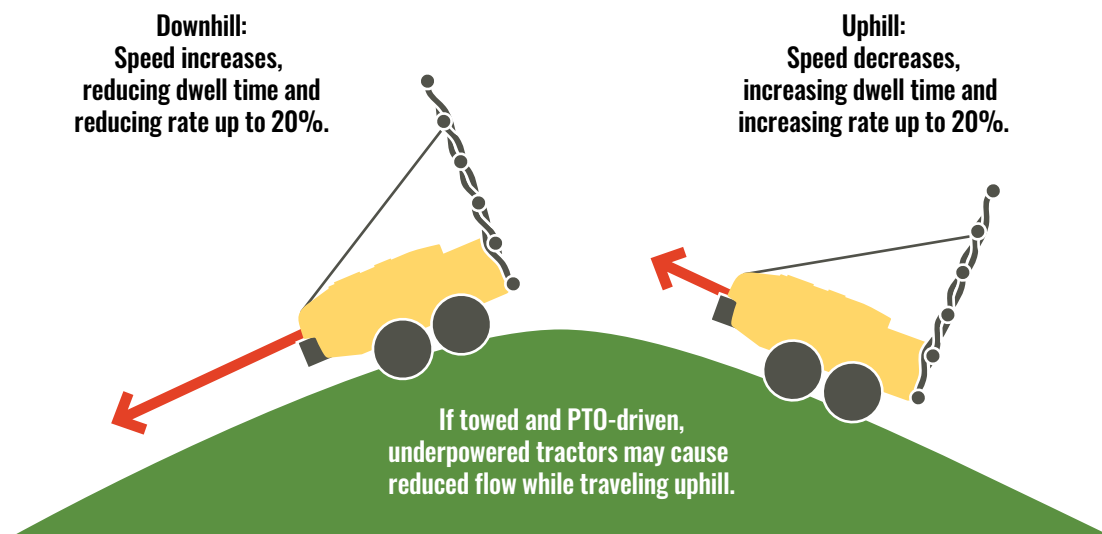 Downhill:
Speed increases,
reducing dwell time and
reducing rate up to 20%.
Uphill:
Speed decreases,
increasing dwell time and
increasing rate up to 20%.
If towed and PTO-driven,
underpowered tractors may cause
reduced flow while traveling uphill.